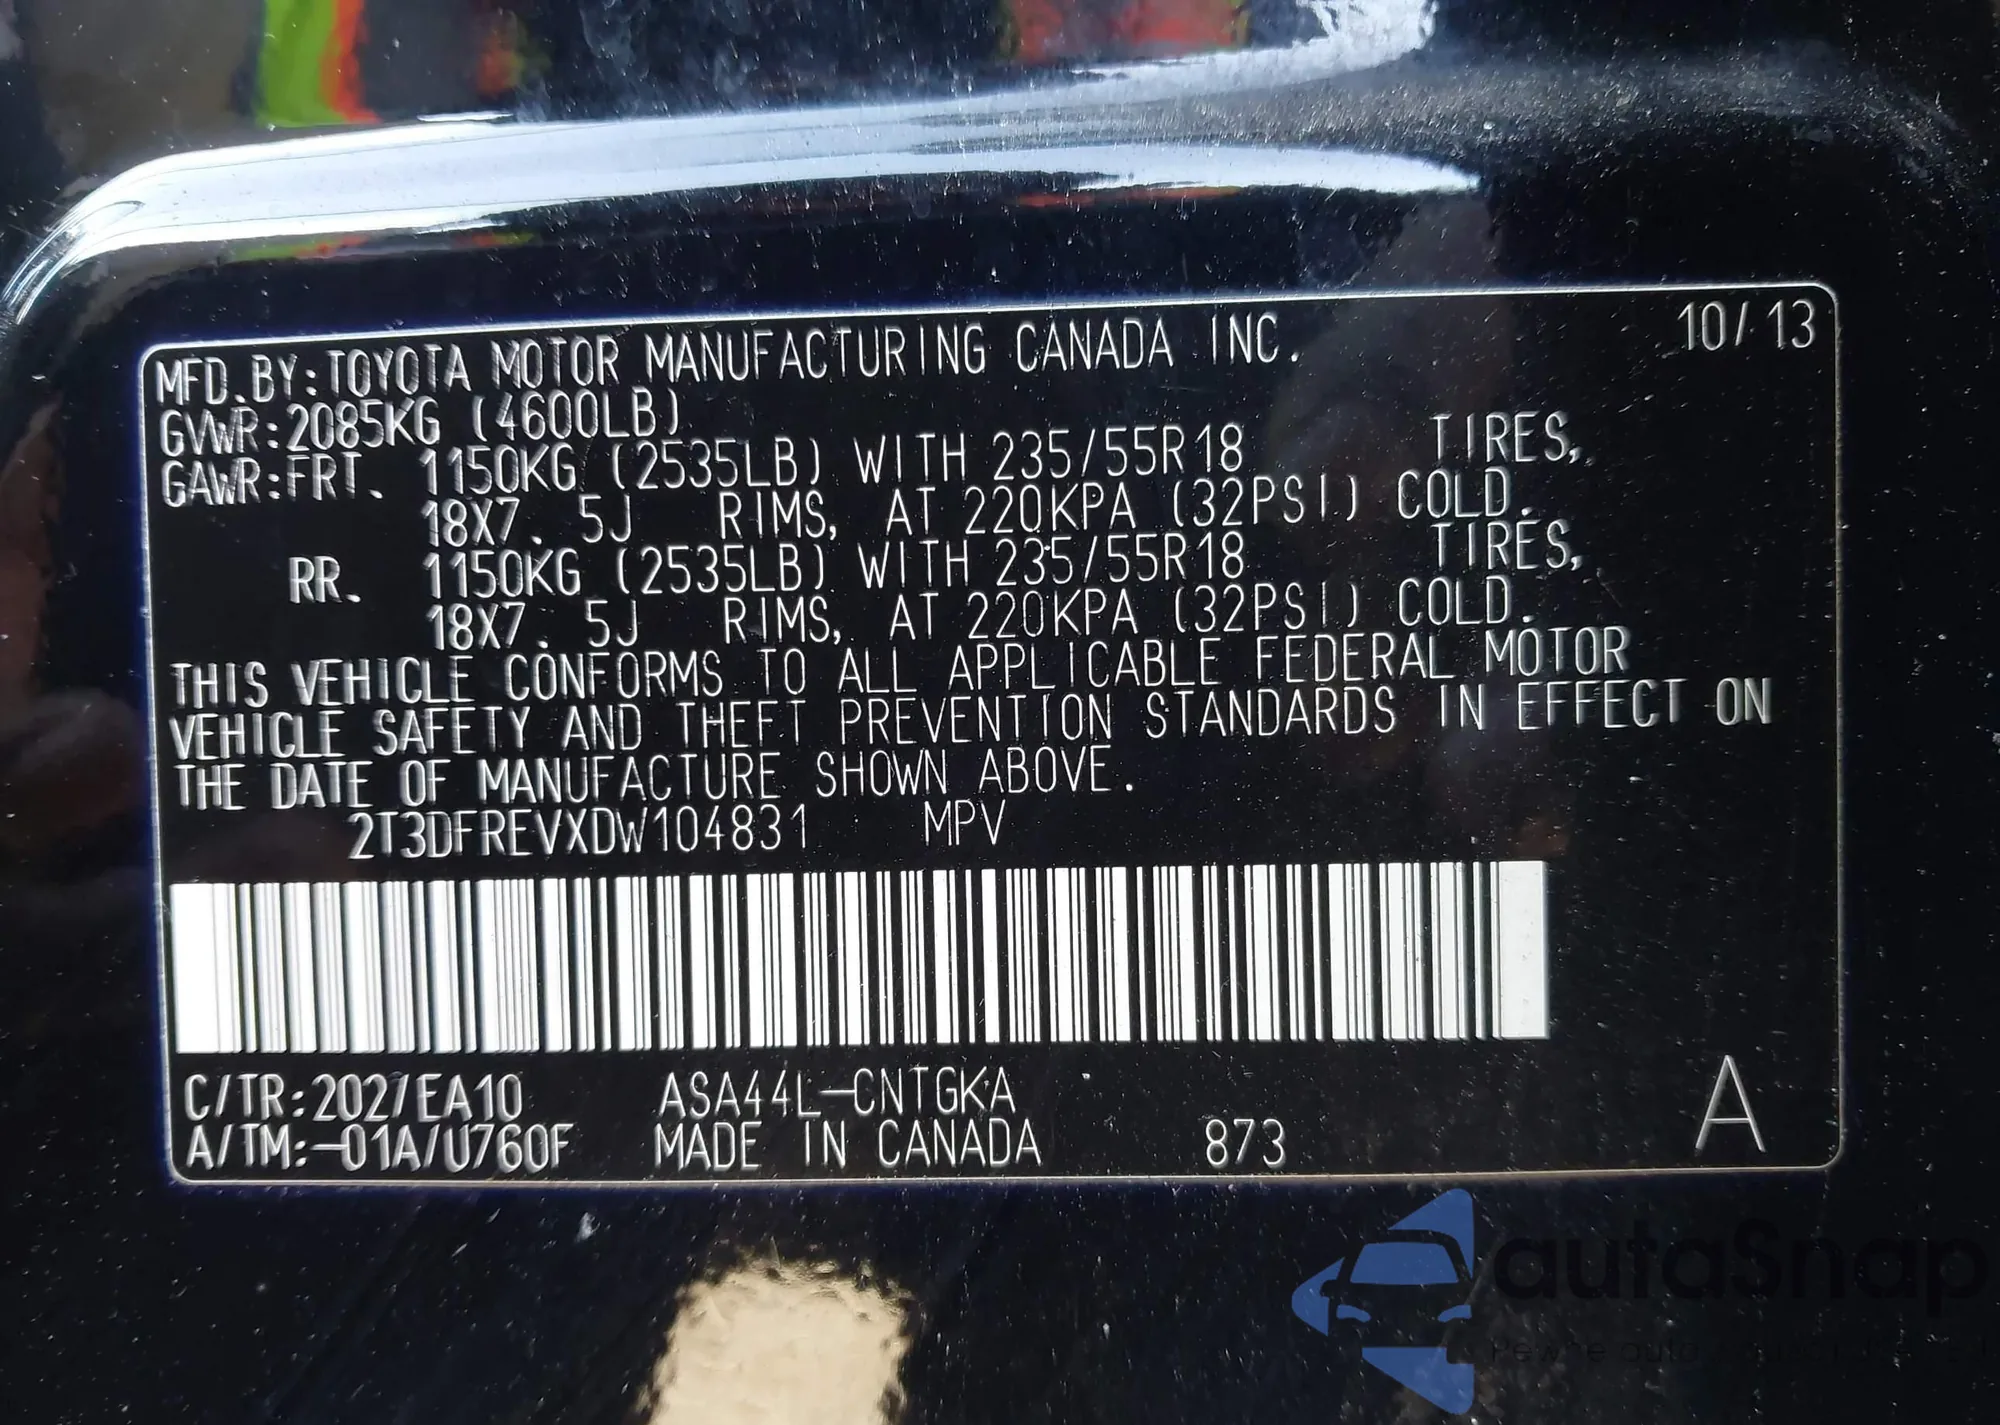 10/13
MFD.BY:TOYOTA MOTOR MANUFACTURING CANADA INC.
GVWR:2085KG (4600LB)
GAWR:FRT. 1150KG (2535LB) WITH 235/55R18 TIRES,
18X7.5J RIMS, AT 220KPA (32PSI) COLD.
RR. 1150KG (2535LB) WITH 235/55R18 TIRES,
18X7.5J RIMS, AT 220KPA (32PSI) COLD.
THIS VEHICLE CONFORMS TO ALL APPLICABLE FEDERAL MOTOR
VEHICLE SAFETY AND THEFT PREVENTION STANDARDS IN EFFECT ON
THE DATE OF MANUFACTURE SHOWN ABOVE.
2T3DFREVXDW104831 MPV
C/TR:202/EA10 ASA44L-CNTGKA
A/TM:-01A/U760F MADE IN CANADA 873 A
autaSnap
Pewne auta